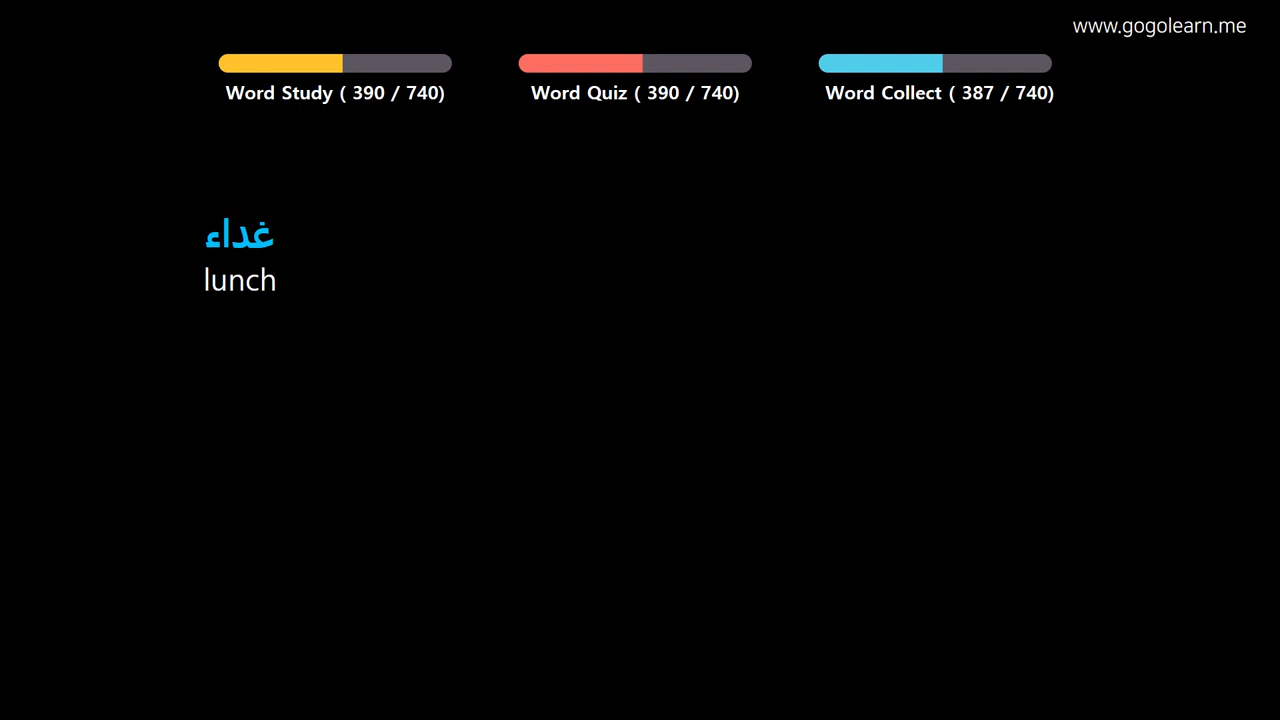 www.gogolearn.me
Word Study ( 390 / 740)
Word Quiz ( 390 / 740)
Word Collect ( 387 / 740)
غداء
lunch